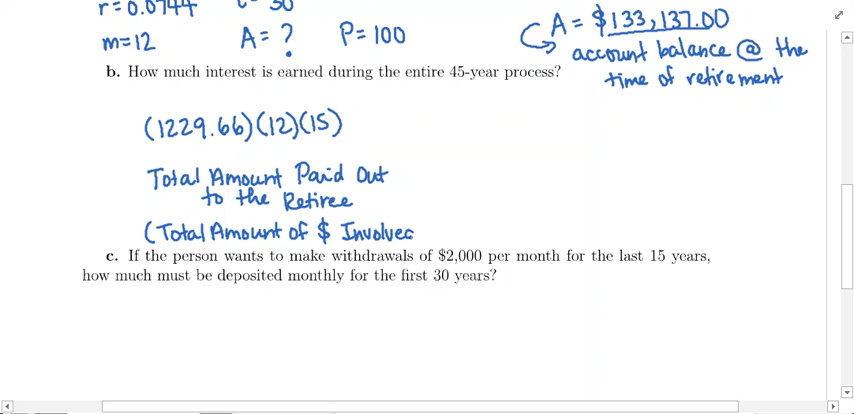 r=0.0744 t=30
m=12 A= ? P=100
A= $133,137.00
account balance @ the
time of retirement
b. How much interest is earned during the entire 45-year process?
(1229.66)(12)(15)
Total Amount Paid Out
to the Retiree
(Total Amount of $ Involved
c. If the person wants to make withdrawals of $2,000 per month for the last 15 years,
how much must be deposited monthly for the first 30 years?